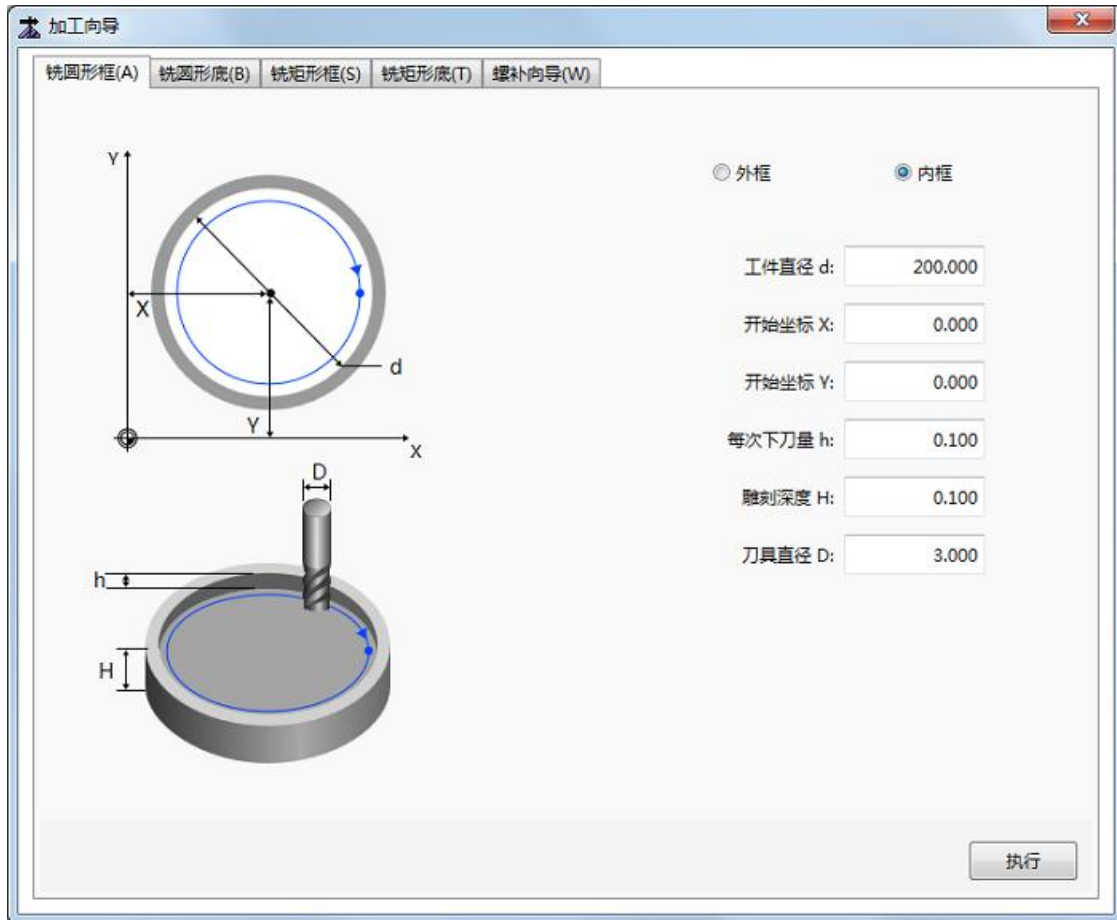 加工向导
铣圆形框(A) 铣圆形底(B) 铣矩形框(S) 铣矩形底(T) 螺补向导(W)
Y
外框 内框
X
d
Y
X
D
h
H
工件直径 d: 200.000
开始坐标 X: 0.000
开始坐标 Y: 0.000
每次下刀量 h: 0.100
雕刻深度 H: 0.100
刀具直径 D: 3.000
执行